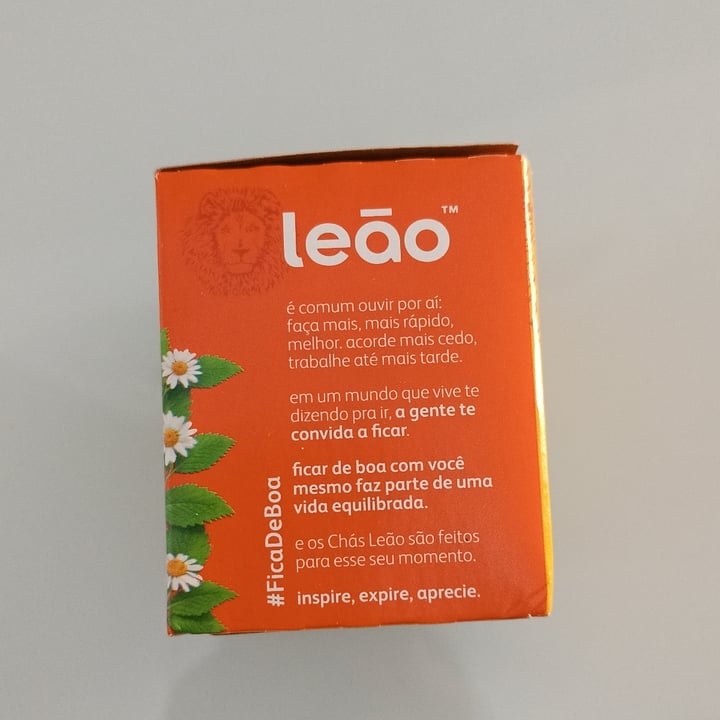 leão™
é comum ouvir por aí:
faça mais, mais rápido,
melhor. acorde mais cedo,
trabalhe até mais tarde.
em um mundo que vive te
dizendo pra ir, a gente te
convida a ficar.
ficar de boa com você
mesmo faz parte de uma
vida equilibrada.
e os Chás Leão são feitos
para esse seu momento.
inspire, expire, aprecie.
#FicaDeBoa